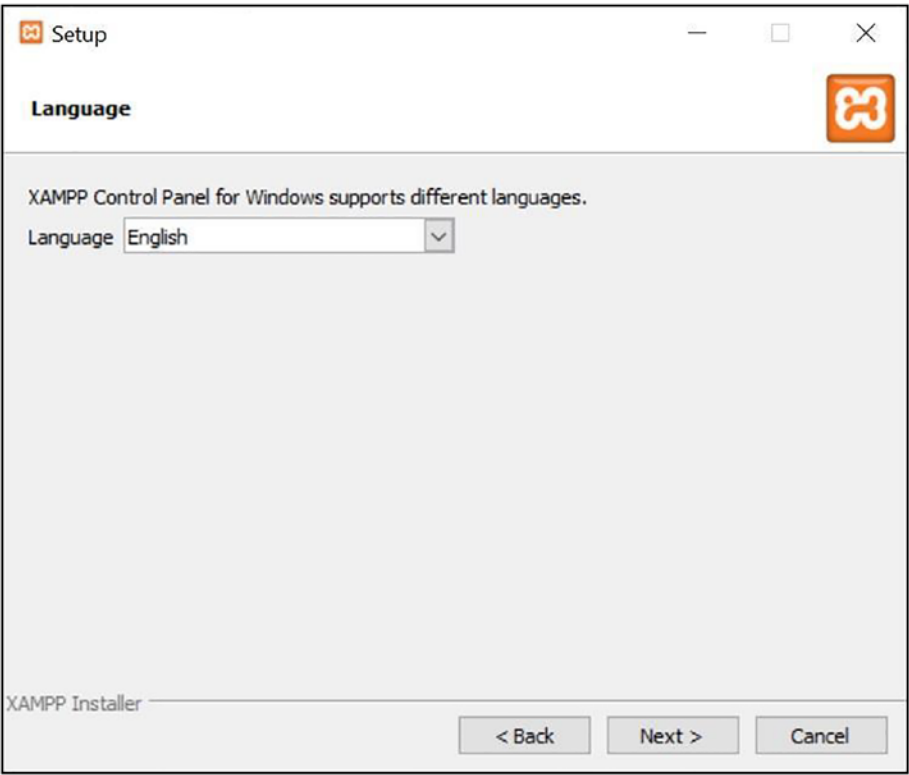 Setup
Language
XAMPP Control Panel for Windows supports different languages.
Language English
XAMPP Installer
< Back Next > Cancel